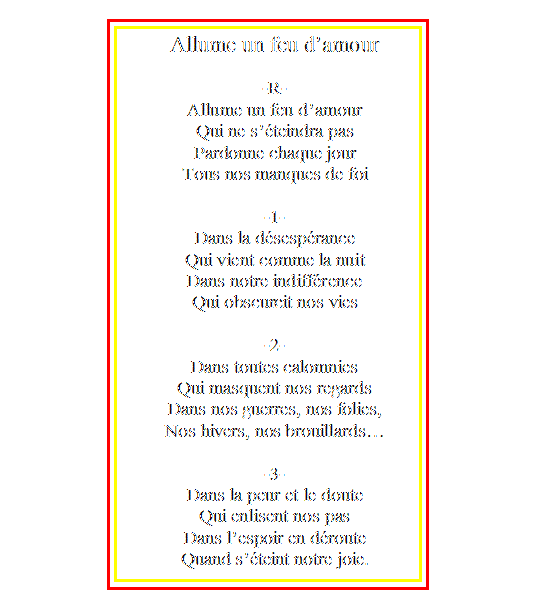 Allume un feu d’amour
-R-
Allume un feu d’amour
Qui ne s’éteindra pas
Pardonne chaque jour
Tous nos manques de foi
-1-
Dans la désespérance
Qui vient comme la nuit
Dans notre indifférence
Qui obscurcit nos vies
-2-
Dans toutes calomnies
Qui masquent nos regards
Dans nos guerres, nos folies,
Nos hivers, nos brouillards…
-3-
Dans la peur et le doute
Qui enlisent nos pas
Dans l’espoir en déroute
Quand s’éteint notre joie.